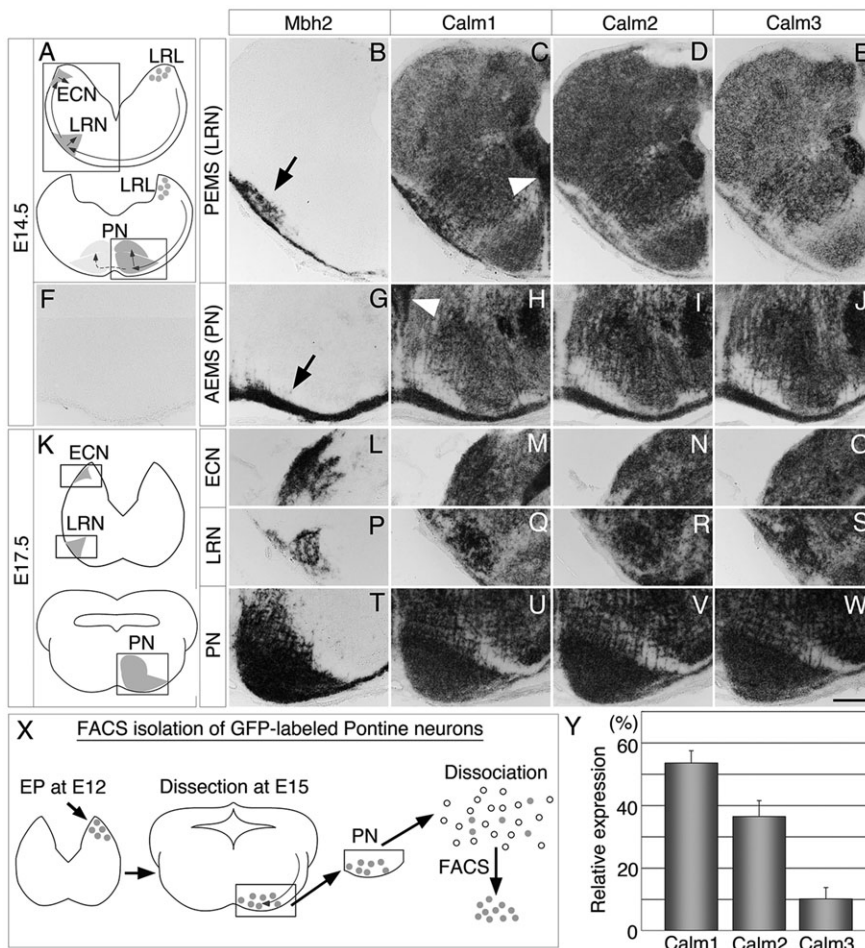 Mbh2 Calm1 Calm2 Calm3
E14.5
A
LRL
ECN
LRN
LRL
PN
PEMS (LRN)
B C D E
F
AEMS (PN)
G H I J
E17.5
K
ECN
LRN
PN
ECN
L M N O
LRN
P Q R S
PN
T U V W
X FACS isolation of GFP-labeled Pontine neurons
EP at E12
Dissection at E15
PN
Dissociation
FACS
Y (%)
Relative expression
60
40
20
0
Calm1 Calm2 Calm3